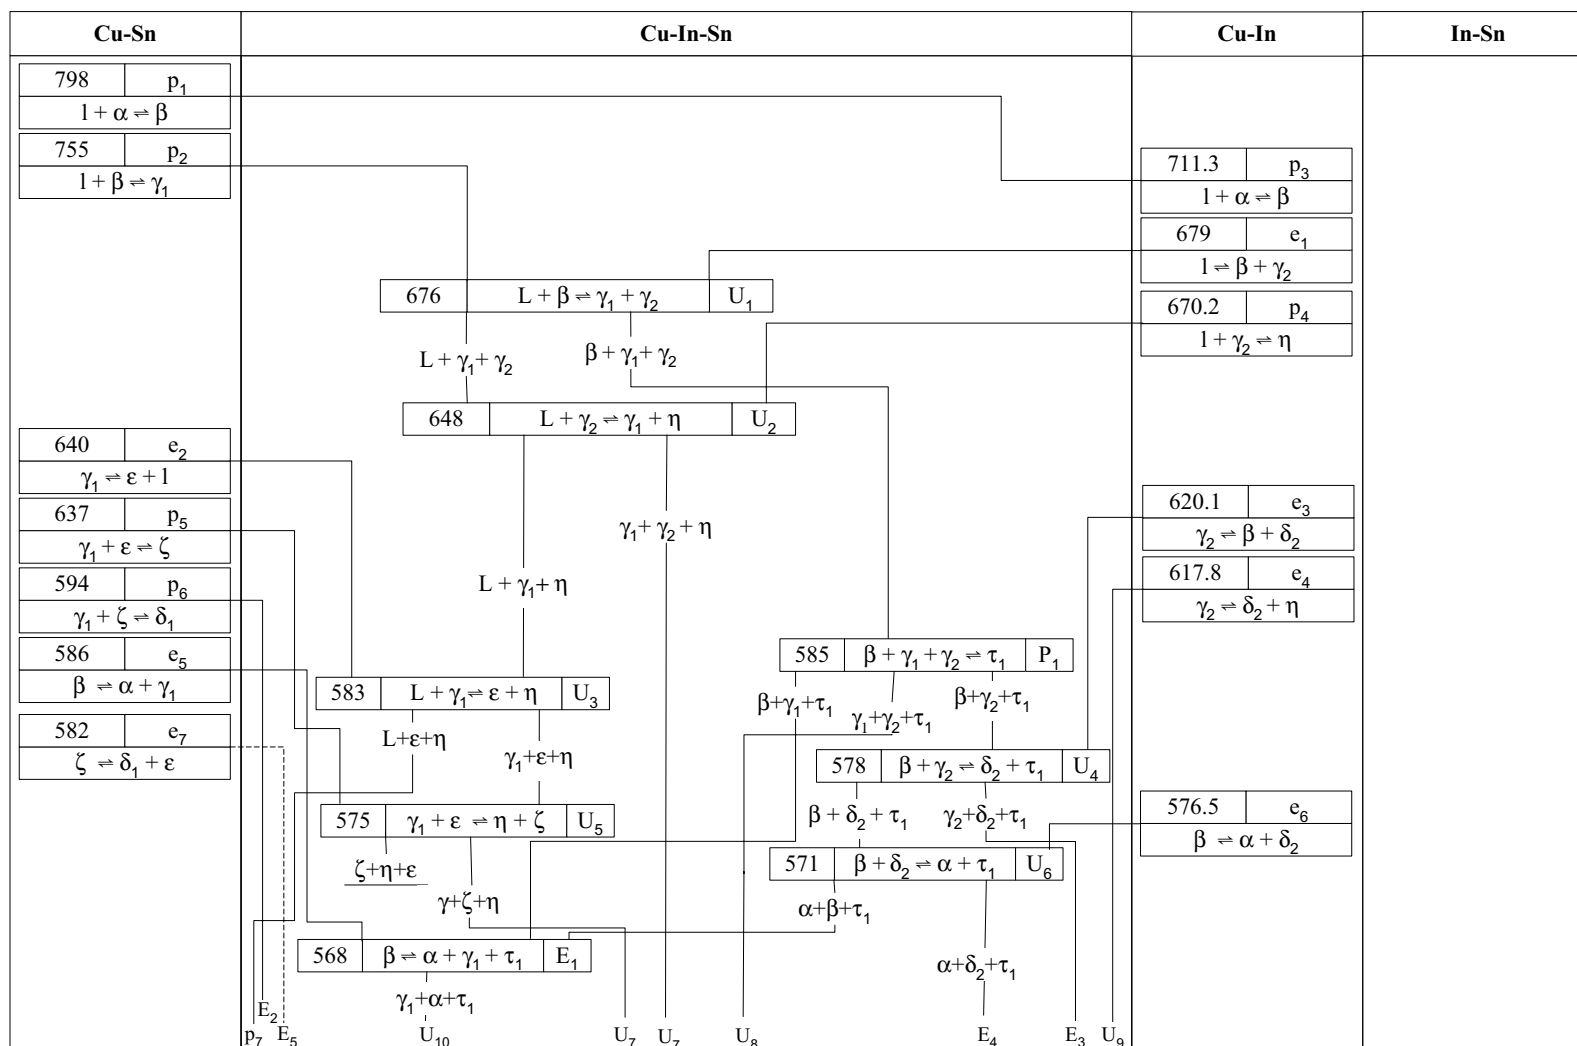 Cu-Sn Cu-In-Sn Cu-In In-Sn
798 p₁
l + α ⇌ β
755 p₂
l + β ⇌ γ₁
711.3 p₃
l + α ⇌ β
679 e₁
l ⇌ β + γ₂
676 L + β ⇌ γ₁ + γ₂ U₁
670.2 p₄
l + γ₂ ⇌ η
L + γ₁ + γ₂ β + γ₁ + γ₂
648 L + γ₂ ⇌ γ₁ + η U₂
640 e₂
γ₁ ⇌ ε + l
637 p₅
γ₁ + ε ⇌ ζ
620.1 e₃
γ₂ ⇌ β + δ₂
γ₁ + γ₂ + η
L + γ₁ + η
594 p₆
γ₁ + ζ ⇌ δ₁
617.8 e₄
γ₂ ⇌ δ₂ + η
586 e₅
β ⇌ α + γ₁
585 β + γ₁ + γ₂ ⇌ τ₁ P₁
583 L + γ₁ ⇌ ε + η U₃
β+γ₁+τ₁ γ₁+γ₂+τ₁ β+γ₂+τ₁
582 e₇
ζ ⇌ δ₁ + ε
L+ε+η γ₁+ε+η
578 β + γ₂ ⇌ δ₂ + τ₁ U₄
576.5 e₆
β ⇌ α + δ₂
575 γ₁ + ε ⇌ η + ζ U₅
β + δ₂ + τ₁ γ₂+δ₂+τ₁
571 β + δ₂ ⇌ α + τ₁ U₆
ζ+η+ε
γ+ζ+η
α+β+τ₁
568 β ⇌ α + γ₁ + τ₁ E₁
α+δ₂+τ₁
γ₁+α+τ₁
E₂
p₇ E₅ U₁₀ U₇ U₇ U₈ E₄ E₃ U₉